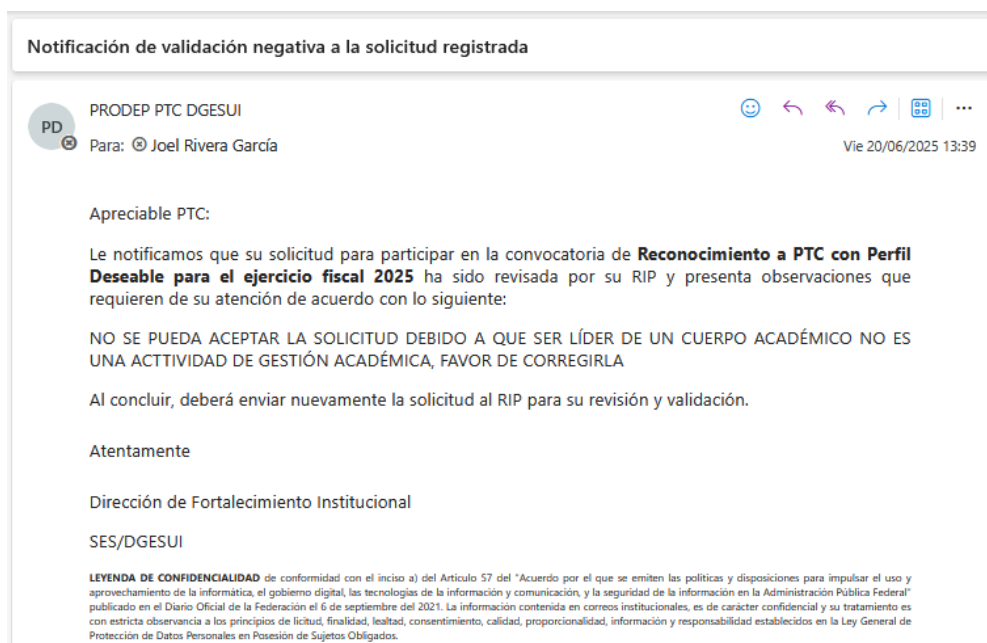 Notificación de validación negativa a la solicitud registrada
PRODEP PTC DGESUI
PD
Para: Joel Rivera García
Vie 20/06/2025 13:39
Apreciable PTC:
Le notificamos que su solicitud para participar en la convocatoria de Reconocimiento a PTC con Perfil
Deseable para el ejercicio fiscal 2025 ha sido revisada por su RIP y presenta observaciones que
requieren de su atención de acuerdo con lo siguiente:
NO SE PUEDA ACEPTAR LA SOLICITUD DEBIDO A QUE SER LÍDER DE UN CUERPO ACADÉMICO NO ES
UNA ACTTIVIDAD DE GESTIÓN ACADÉMICA, FAVOR DE CORREGIRLA
Al concluir, deberá enviar nuevamente la solicitud al RIP para su revisión y validación.
Atentamente
Dirección de Fortalecimiento Institucional
SES/DGESUI
LEYENDA DE CONFIDENCIALIDAD de conformidad con el inciso a) del Articulo 57 del "Acuerdo por el que se emiten las políticas y disposiciones para impulsar el uso y
aprovechamiento de la informática, el gobierno digital, las tecnologías de la información y comunicación, y la seguridad de la información en la Administración Pública Federal"
publicado en el Diario Oficial de la Federación el 6 de septiembre del 2021. La información contenida en correos institucionales, es de carácter confidencial y su tratamiento es
con estricta observancia a los principios de licitud, finalidad, lealtad, consentimiento, calidad, proporcionalidad, información y responsabilidad establecidos en la Ley General de
Protección de Datos Personales en Posesión de Sujetos Obligados.